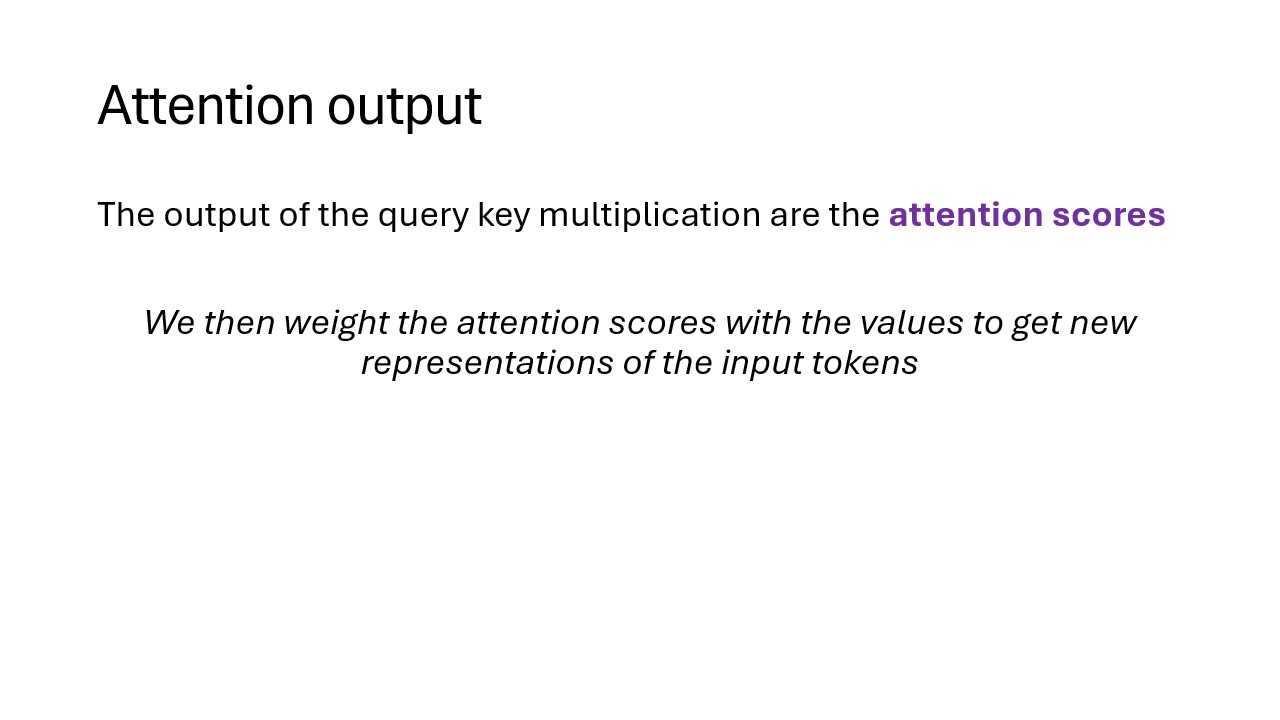 Attention output
The output of the query key multiplication are the attention scores
We then weight the attention scores with the values to get new
representations of the input tokens